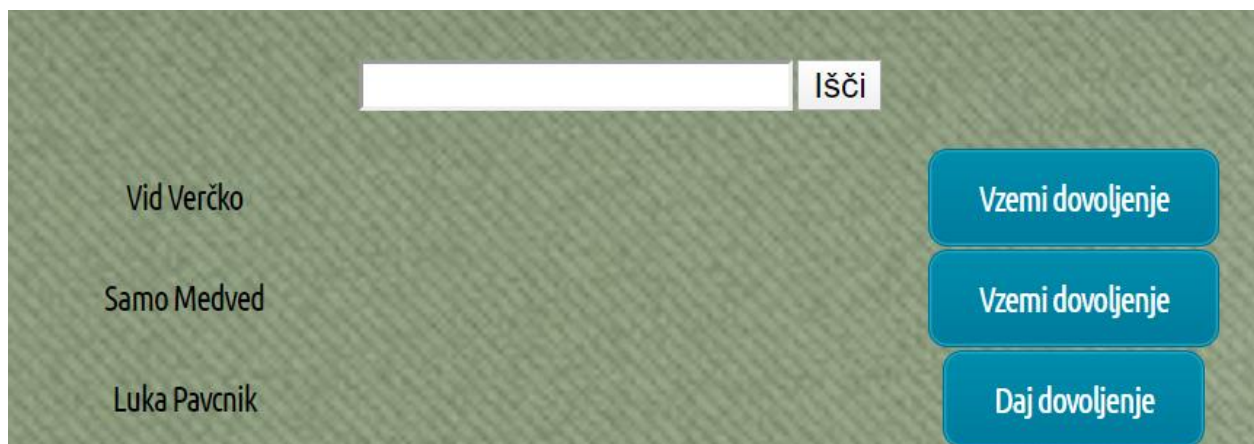 Išči
Vid Verčko Vzemi dovoljenje
Samo Medved Vzemi dovoljenje
Luka Pavcnik Daj dovoljenje